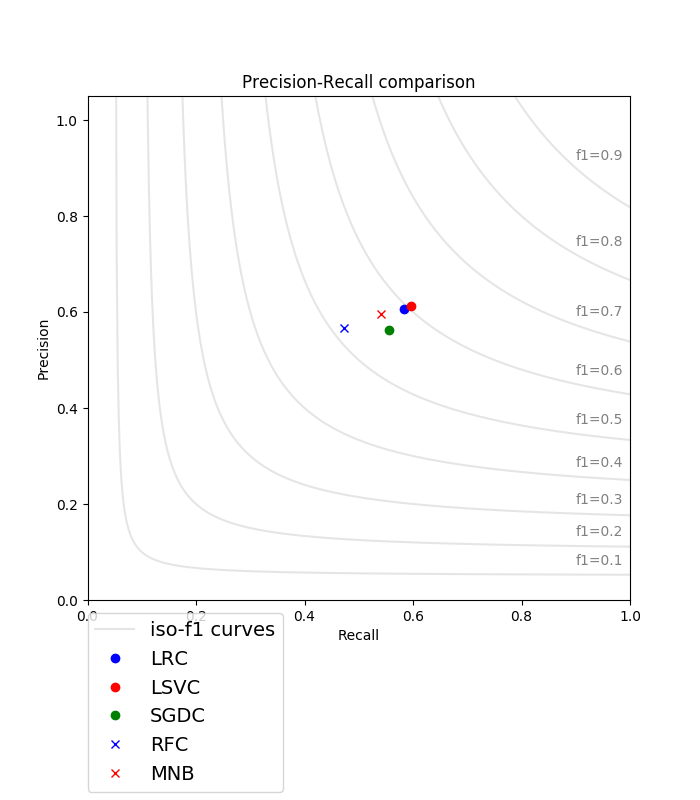 Precision-Recall comparison
1.0
0.8
0.6
0.4
0.2
0.0
Precision
f1=0.9
f1=0.8
f1=0.7
f1=0.6
f1=0.5
f1=0.4
f1=0.3
f1=0.2
f1=0.1
0.0 0.2 0.4 0.6 0.8 1.0
Recall
iso-f1 curves
LRC
LSVC
SGDC
RFC
MNB